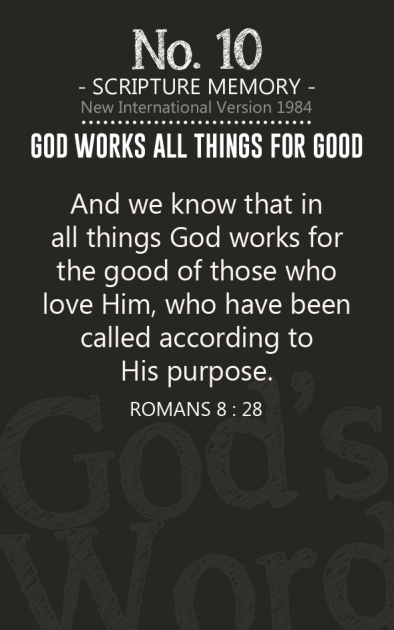 No. 10
- SCRIPTURE MEMORY -
New International Version 1984
GOD WORKS ALL THINGS FOR GOOD
And we know that in
all things God works for
the good of those who
love Him, who have been
called according to
His purpose.
ROMANS 8 : 28
God's
Word